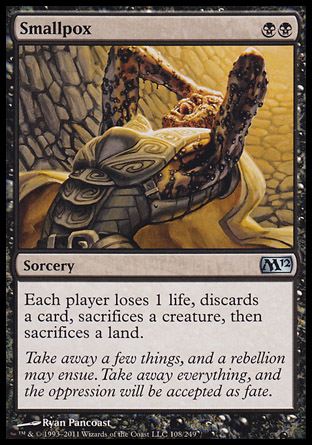 Smallpox
Sorcery
M12
Each player loses 1 life, discards
a card, sacrifices a creature, then
sacrifices a land.
Take away a few things, and a rebellion
may ensue. Take away everything, and
the oppression will be accepted as fate.
Ryan Pancoast
™ & © 1993–2011 Wizards of the Coast LLC 108/249